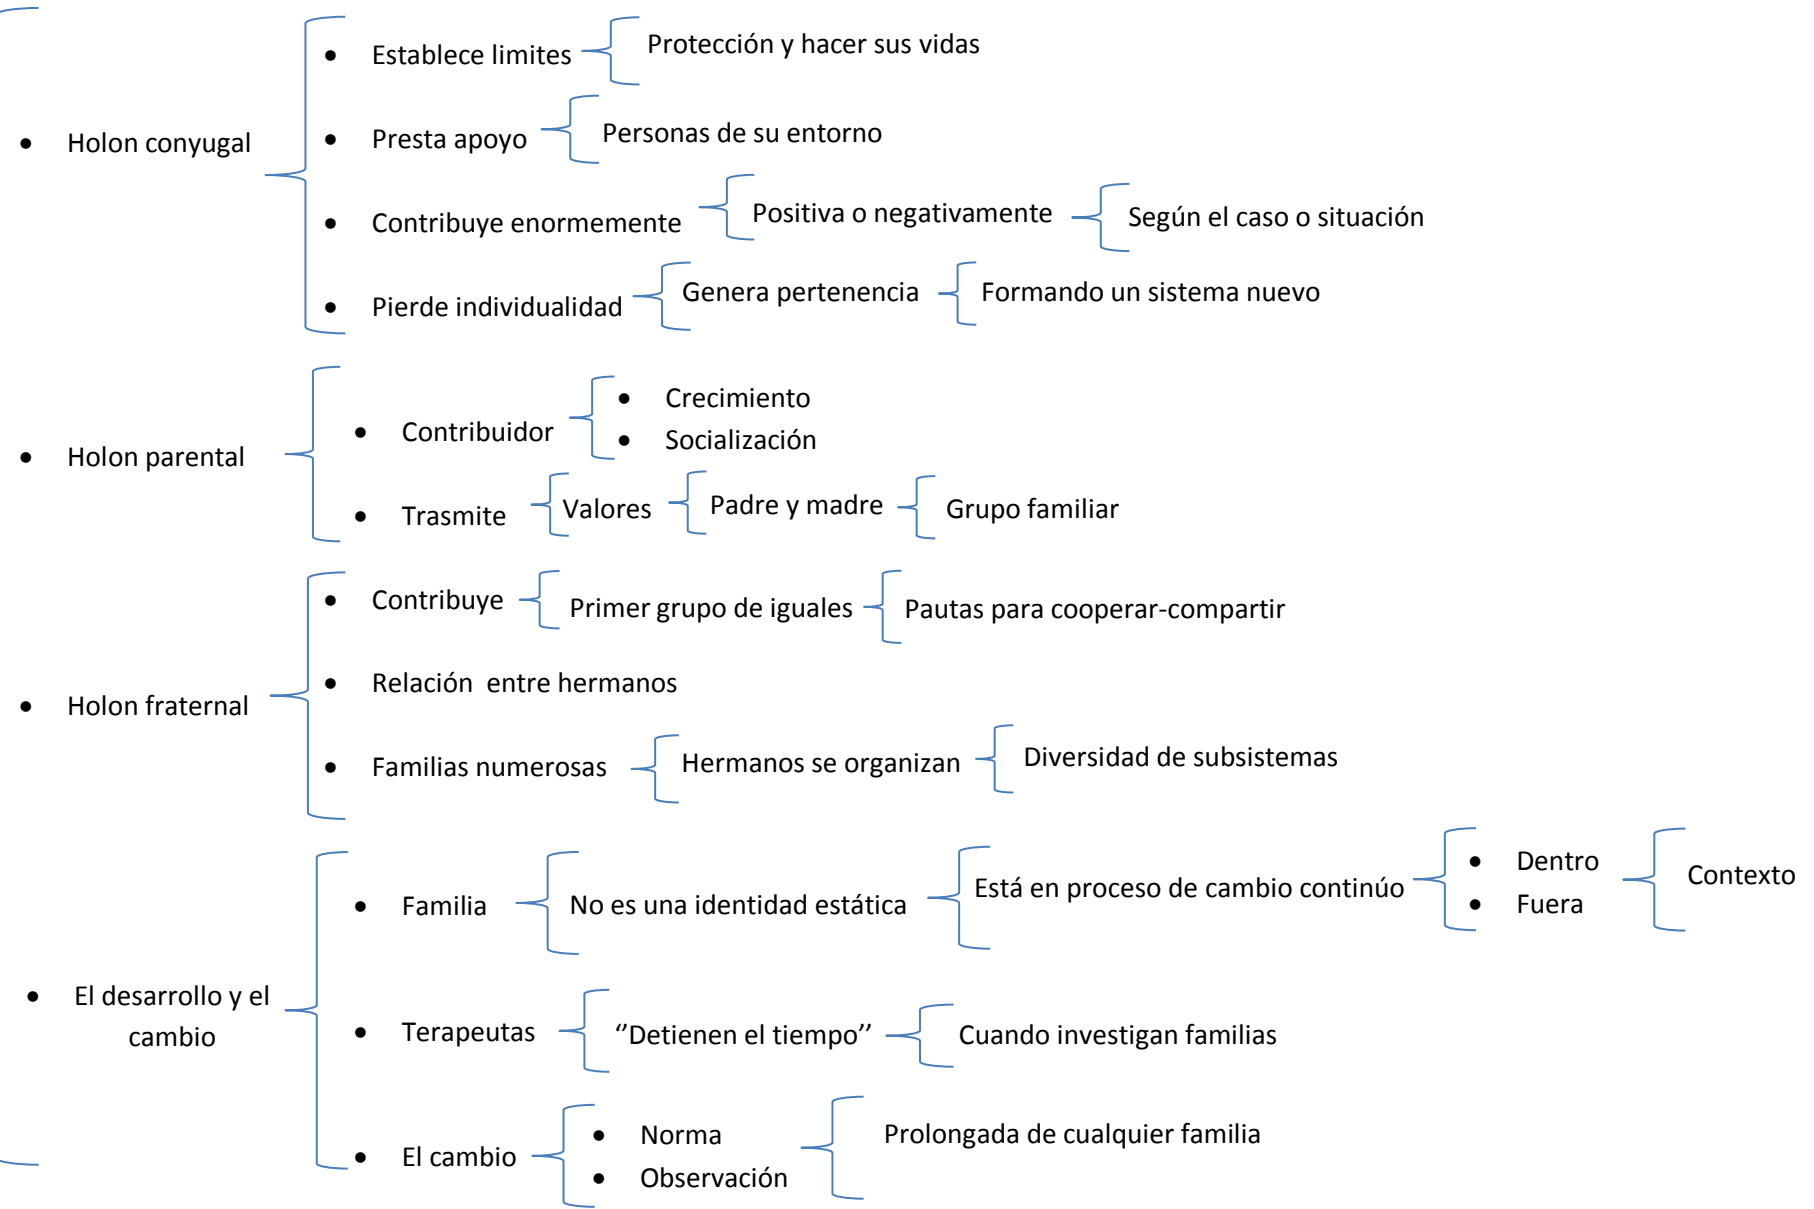 • Holon conyugal
• Establece limites
Protección y hacer sus vidas
• Presta apoyo
Personas de su entorno
• Contribuye enormemente
Positiva o negativamente
Según el caso o situación
• Pierde individualidad
Genera pertenencia
Formando un sistema nuevo
• Holon parental
• Contribuidor
• Crecimiento
• Socialización
• Trasmite
Valores
Padre y madre
Grupo familiar
• Holon fraternal
• Contribuye
Primer grupo de iguales
Pautas para cooperar-compartir
• Relación entre hermanos
• Familias numerosas
Hermanos se organizan
Diversidad de subsistemas
• El desarrollo y el
cambio
• Familia
No es una identidad estática
Está en proceso de cambio continúo
• Dentro
• Fuera
Contexto
• Terapeutas
‘’Detienen el tiempo’’
Cuando investigan familias
• El cambio
• Norma
• Observación
Prolongada de cualquier familia